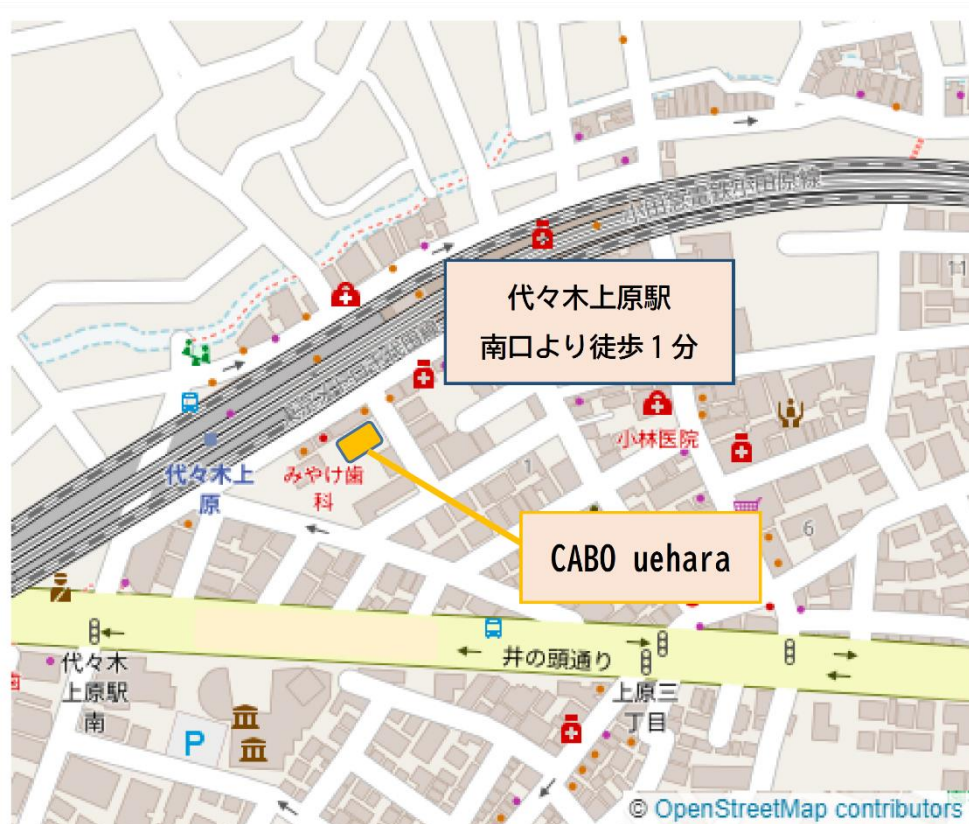 小田急電鉄小田原線
11
代々木上原駅
南口より徒歩１分
小林医院
代々木上
原
みやけ歯
科
1
6
CABO uehara
井の頭通り
代々木
上原駅
南
上原三
丁目
P
© OpenStreetMap contributors